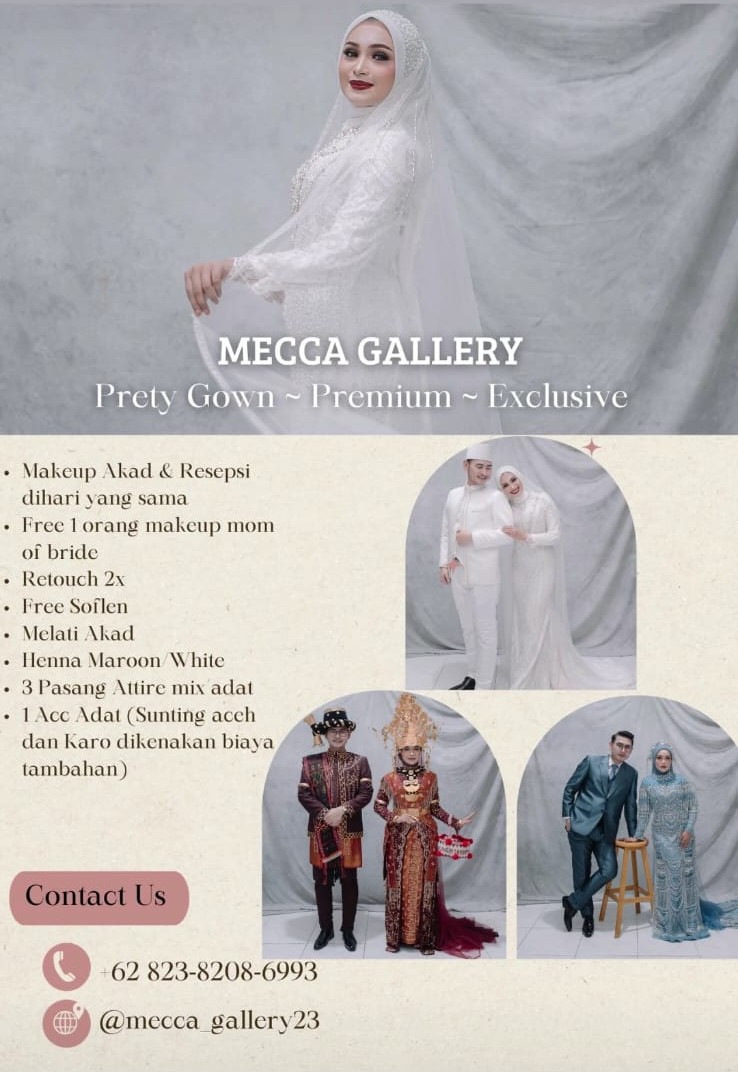 MECCA GALLERY
Prety Gown ~ Premium ~ Exclusive
• Makeup Akad & Resepsi
dihari yang sama
• Free 1 orang makeup mom
of bride
• Retouch 2x
• Free Soflen
• Melati Akad
• Henna Maroon/White
• 3 Pasang Attire mix adat
• 1 Acc Adat (Sunting aceh
dan Karo dikenakan biaya
tambahan)
Contact Us
+62 823-8208-6993
@mecca_gallery23